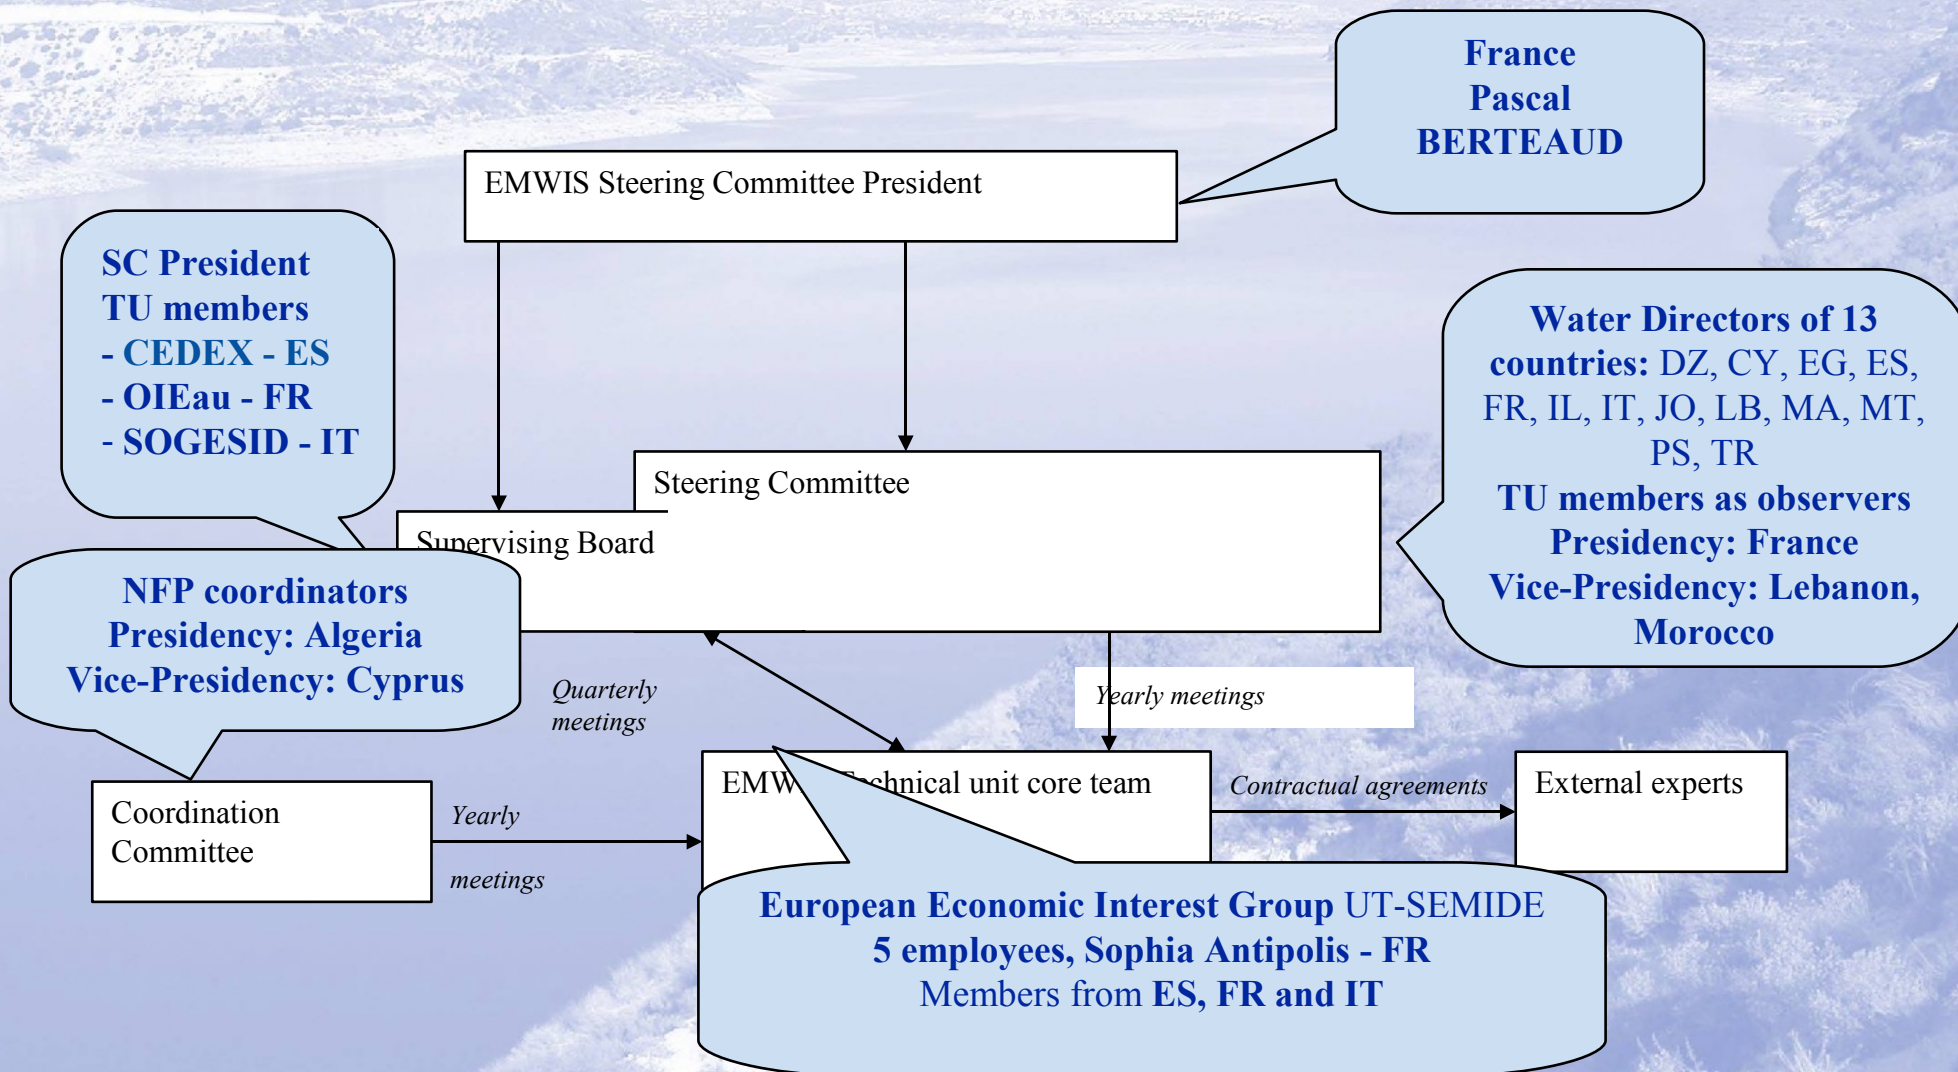 France
Pascal
BERTEAUD
EMWIS Steering Committee President
SC President
TU members
- CEDEX - ES
- OIEau - FR
- SOGESID - IT
Water Directors of 13
countries: DZ, CY, EG, ES,
FR, IL, IT, JO, LB, MA, MT,
PS, TR
TU members as observers
Presidency: France
Vice-Presidency: Lebanon,
Morocco
Steering Committee
Supervising Board
NFP coordinators
Presidency: Algeria
Vice-Presidency: Cyprus
Quarterly
meetings
Yearly meetings
Coordination
Committee
Yearly
meetings
EMWIS Technical unit core team
Contractual agreements
External experts
European Economic Interest Group UT-SEMIDE
5 employees, Sophia Antipolis - FR
Members from ES, FR and IT